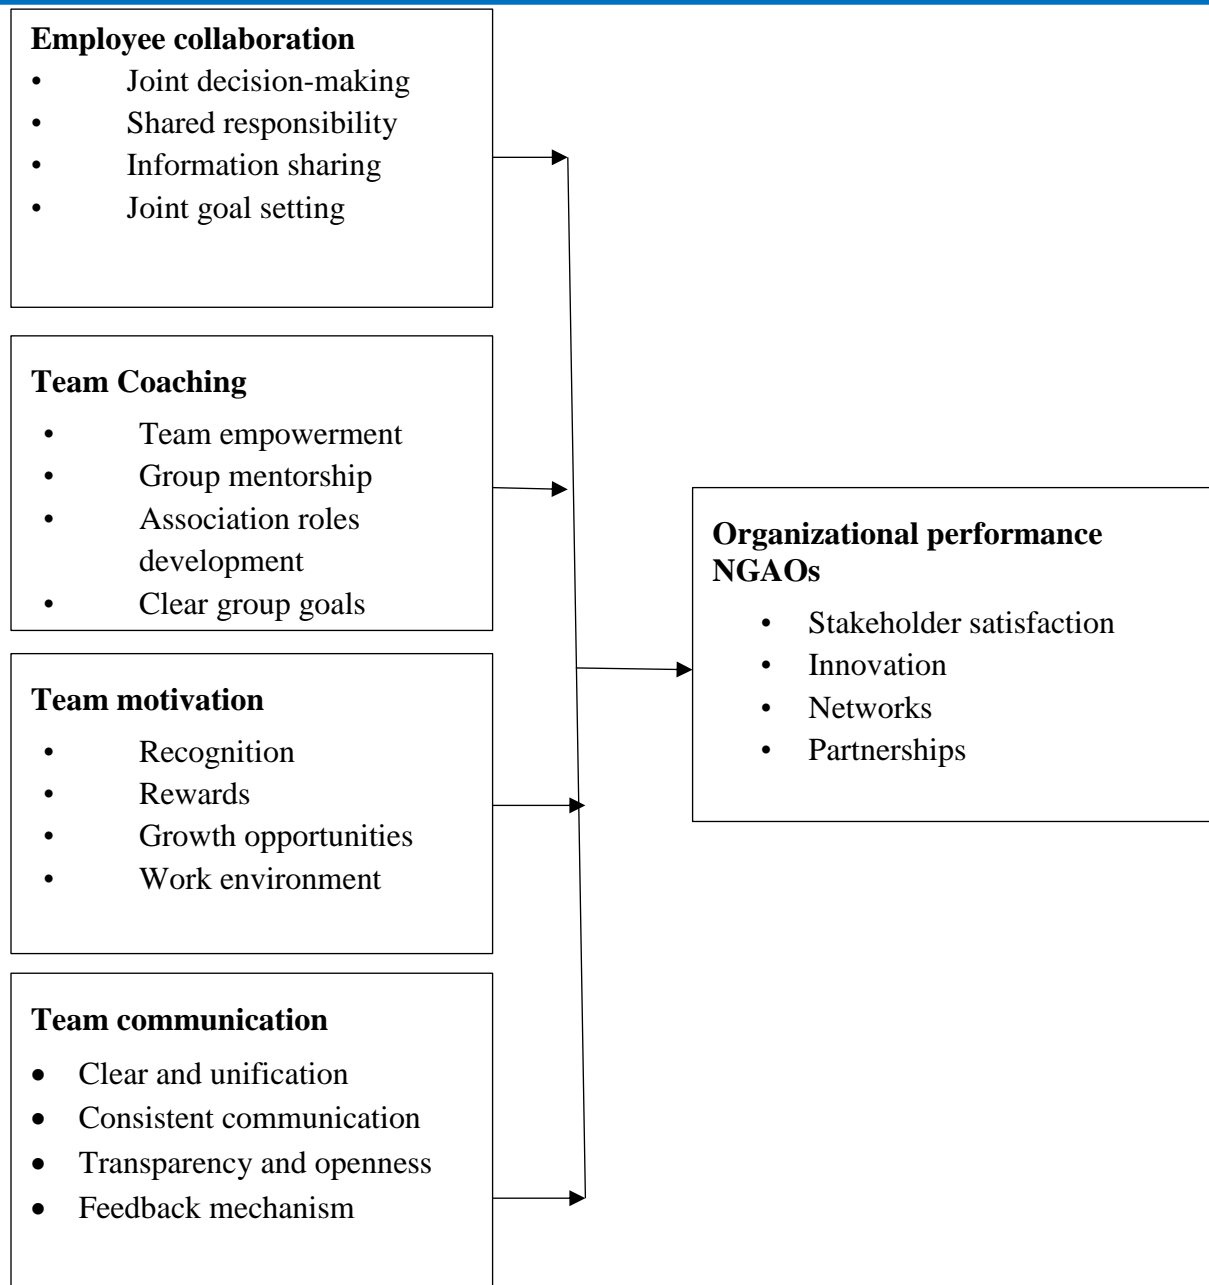 Employee collaboration
• Joint decision-making
• Shared responsibility
• Information sharing
• Joint goal setting
Team Coaching
• Team empowerment
• Group mentorship
• Association roles
development
• Clear group goals
Team motivation
• Recognition
• Rewards
• Growth opportunities
• Work environment
Team communication
• Clear and unification
• Consistent communication
• Transparency and openness
• Feedback mechanism
Organizational performance
NGAOs
• Stakeholder satisfaction
• Innovation
• Networks
• Partnerships